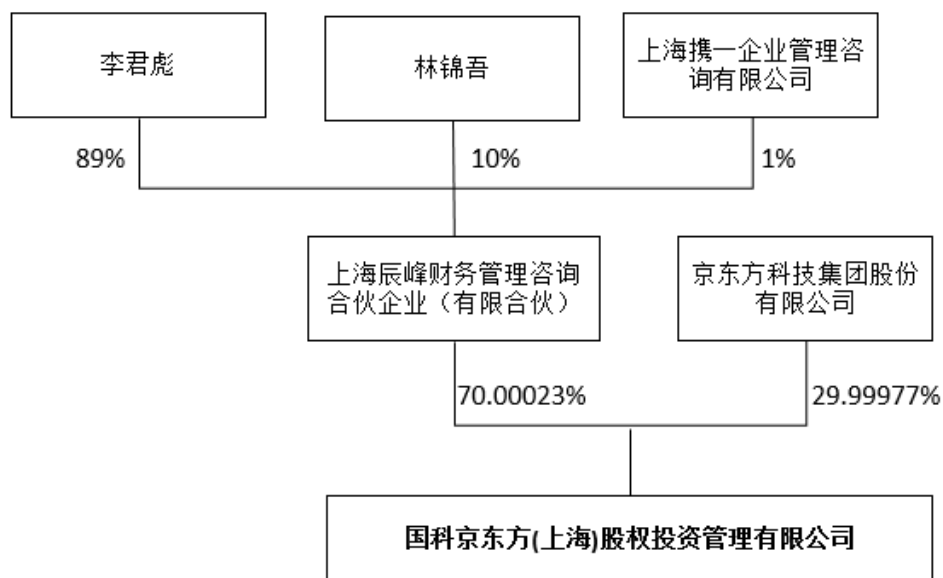 李君彪
林锦吾
上海携一企业管理咨
询有限公司
89%
10%
1%
上海辰峰财务管理咨询
合伙企业（有限合伙）
京东方科技集团股份
有限公司
70.00023%
29.99977%
国科京东方(上海)股权投资管理有限公司